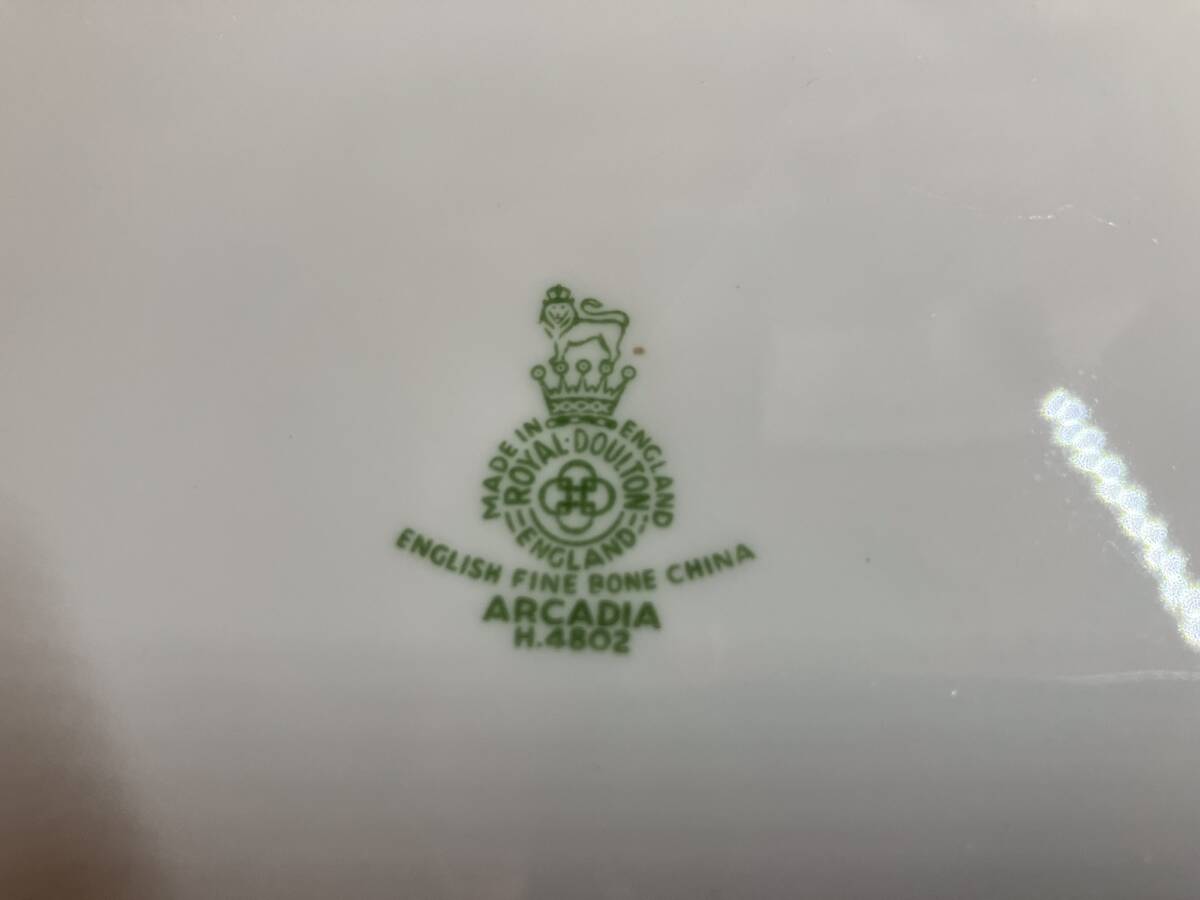 MADE IN ENGLAND
ROYAL·DOULTON
ENGLAND
ENGLISH FINE BONE CHINA
ARCADIA
H.4802